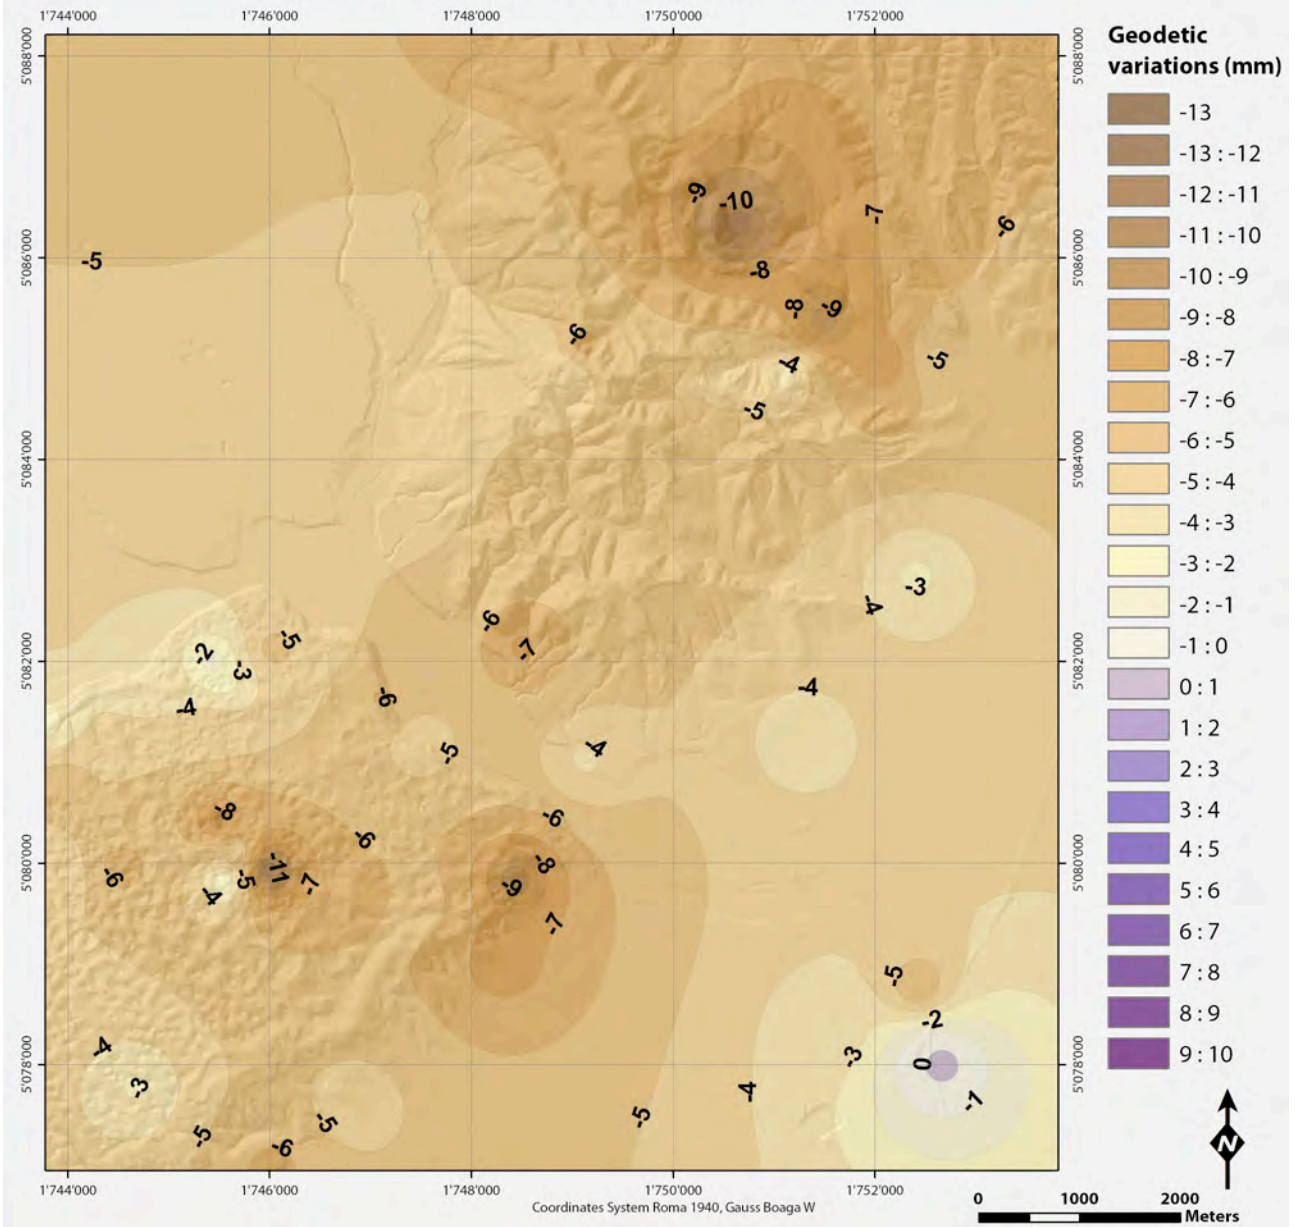 1'744'000 1'746'000 1'748'000 1'750'000 1'752'000
5'088'000 5'088'000
-9 -10 -7 -6
5'086'000 -5 -8 5'086'000
-8 -9
-6 -4 -5
-5
5'084'000 5'084'000
-3
-4
-6
-5 -7
5'082'000 -2 -3 5'082'000
-6 -4
-4
-5 -4
-8 -6
-6
5'080'000 -6 -4 -5 -11 -7 -8 5'080'000
-9
-7
-5
-2
-4 -3 0
5'078'000 -3 -4 -1 5'078'000
-5 -5 -5
-6
1'744'000 1'746'000 1'748'000 1'750'000 1'752'000
Coordinates System Roma 1940, Gauss Boaga W
Geodetic
variations (mm)
-13
-13 : -12
-12 : -11
-11 : -10
-10 : -9
-9 : -8
-8 : -7
-7 : -6
-6 : -5
-5 : -4
-4 : -3
-3 : -2
-2 : -1
-1 : 0
0 : 1
1 : 2
2 : 3
3 : 4
4 : 5
5 : 6
6 : 7
7 : 8
8 : 9
9 : 10
N
0 1000 2000
Meters